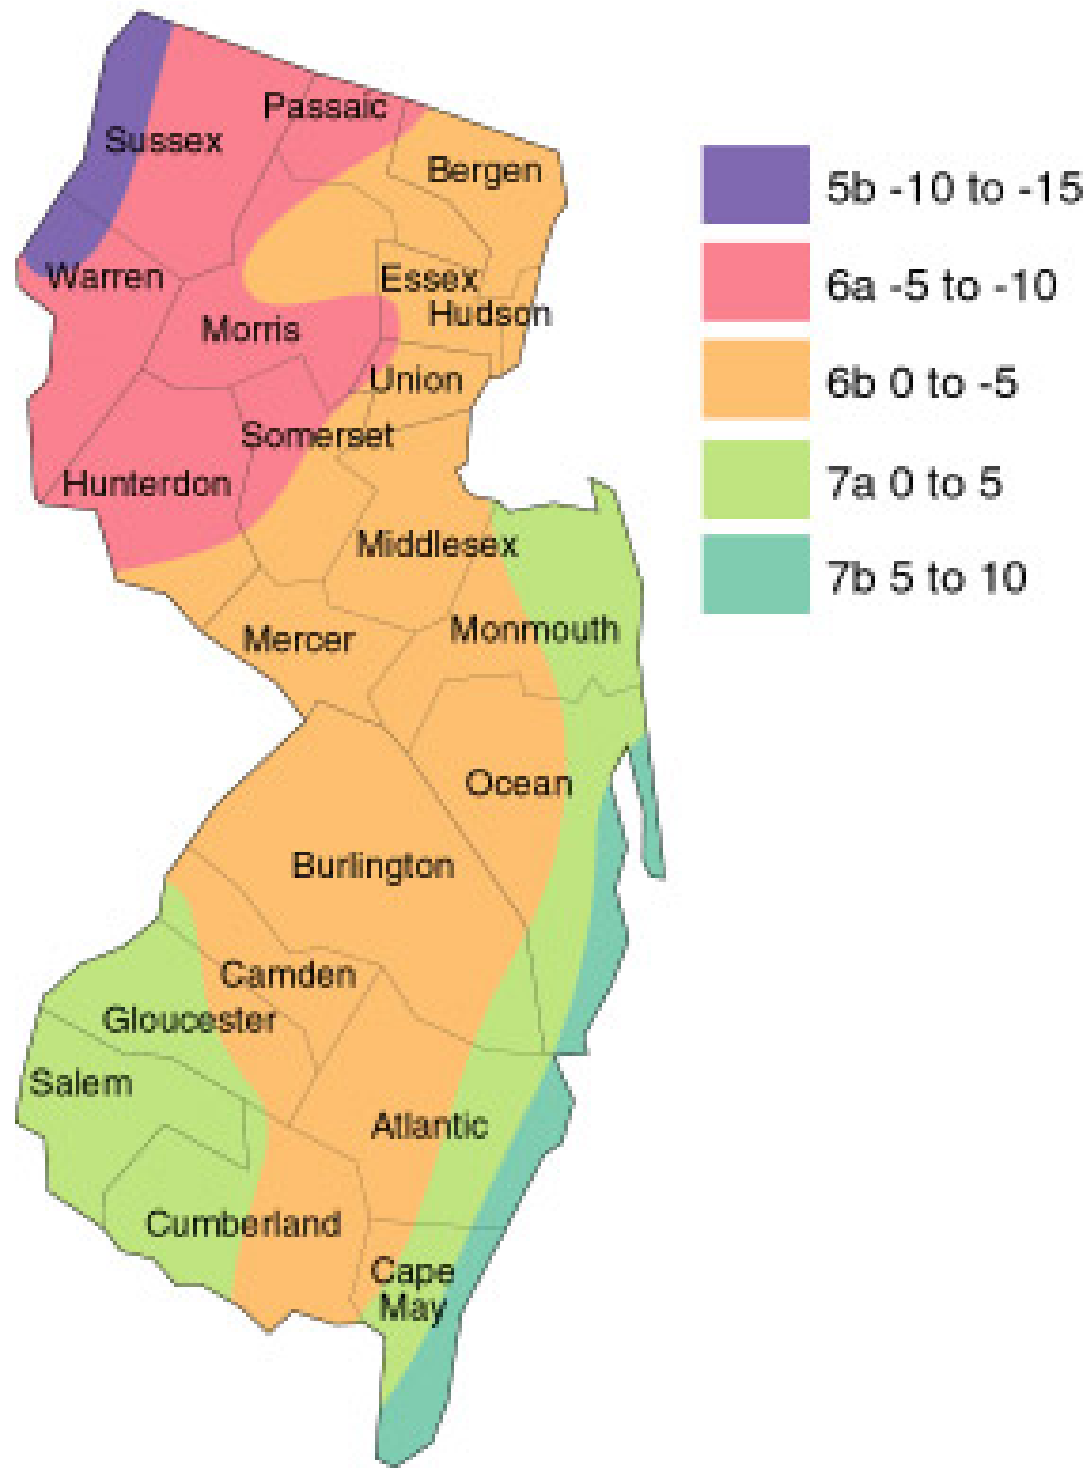 Passaic
Sussex
Bergen
Warren
Essex
Hudson
Morris
Union
Somerset
Hunterdon
Middlesex
Mercer
Monmouth
Ocean
Burlington
Camden
Gloucester
Salem
Atlantic
Cumberland
Cape
May
5b -10 to -15
6a -5 to -10
6b 0 to -5
7a 0 to 5
7b 5 to 10